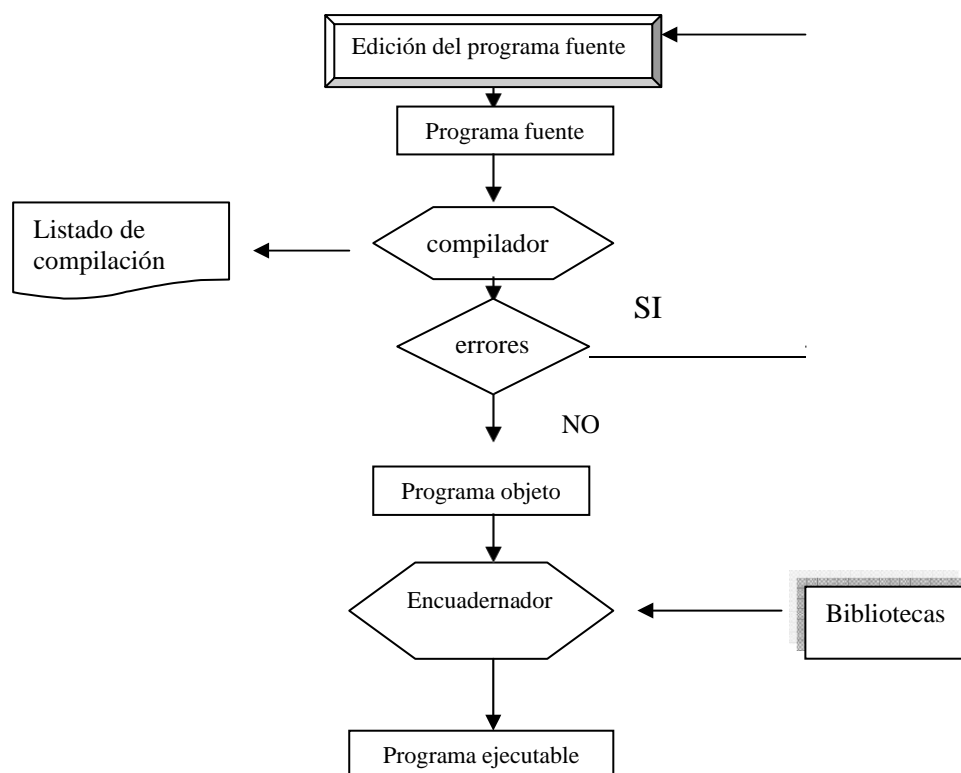 Edición del programa fuente
Programa fuente
Listado de
compilación
compilador
SI
errores
NO
Programa objeto
Encuadernador
Bibliotecas
Programa ejecutable